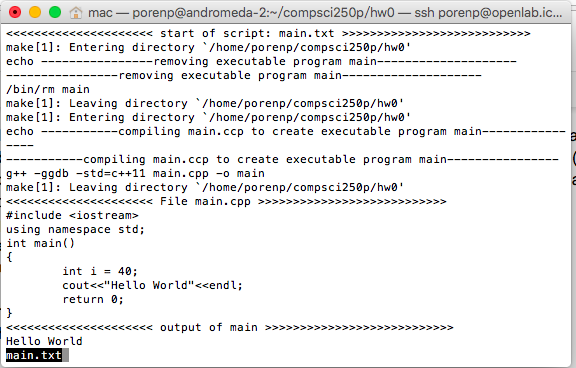 mac — porenp@andromeda-2:~/compsci250p/hw0 — ssh porenp@openlab.ic...
<<<<<<<<<<<<<<<<<<<<<<< start of script: main.txt >>>>>>>>>>>>>>>>>>>>>>>>>>>>>
make[1]: Entering directory `/home/porenp/compsci250p/hw0'
echo -----------------removing executable program main---------------------
-----------------removing executable program main---------------------
/bin/rm main
make[1]: Leaving directory `/home/porenp/compsci250p/hw0'
make[1]: Entering directory `/home/porenp/compsci250p/hw0'
echo ------------compiling main.ccp to create executable program main-------------
----
------------compiling main.ccp to create executable program main-----------------
g++ -ggdb -std=c++11 main.cpp -o main
make[1]: Leaving directory `/home/porenp/compsci250p/hw0'
<<<<<<<<<<<<<<<<<<<<<<< File main.cpp >>>>>>>>>>>>>>>>>>>>>>>>>>>>>
#include <iostream>
using namespace std;
int main()
{
        int i = 40;
        cout<<"Hello World"<<endl;
        return 0;
}
<<<<<<<<<<<<<<<<<<<<<<< output of main >>>>>>>>>>>>>>>>>>>>>>>>>>>>>
Hello World
main.txt